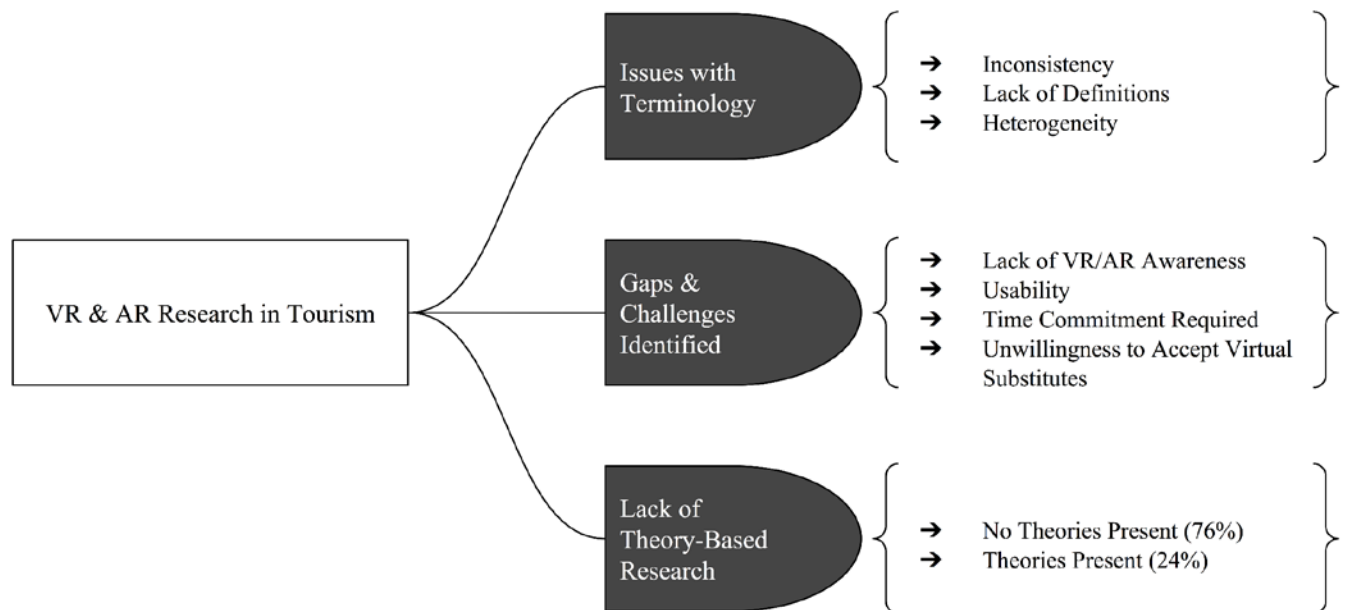 VR & AR Research in Tourism
Issues with
Terminology
➔ Inconsistency
➔ Lack of Definitions
➔ Heterogeneity
Gaps &
Challenges
Identified
➔ Lack of VR/AR Awareness
➔ Usability
➔ Time Commitment Required
➔ Unwillingness to Accept Virtual
Substitutes
Lack of
Theory-Based
Research
➔ No Theories Present (76%)
➔ Theories Present (24%)